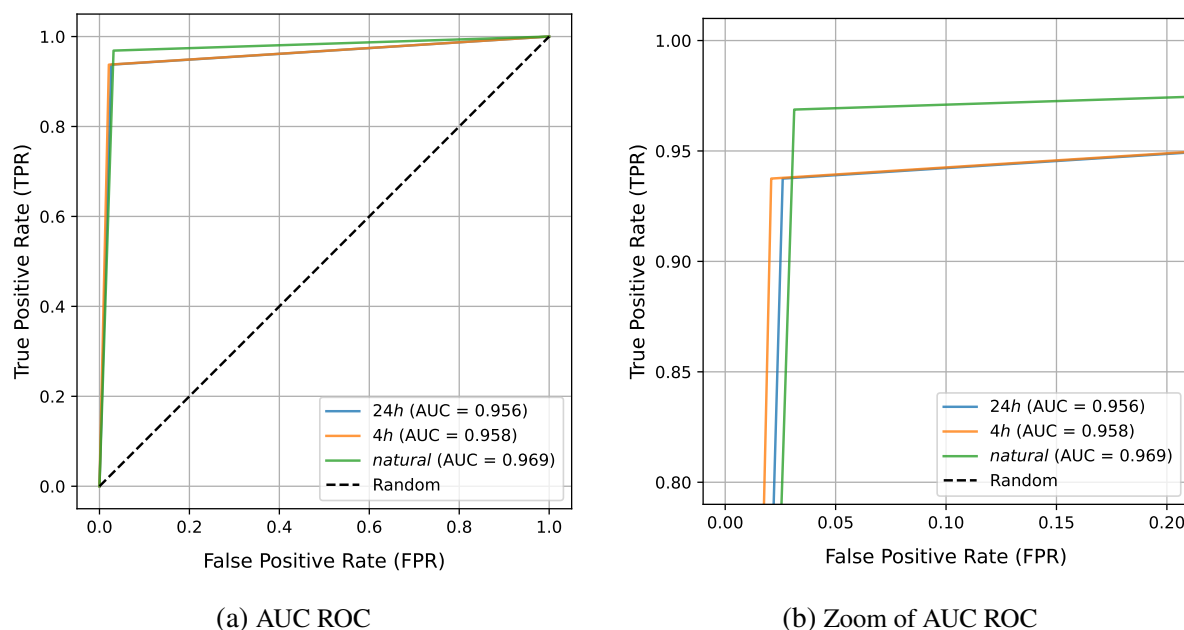 1.0
0.8
0.6
0.4
0.2
0.0
True Positive Rate (TPR)
24h (AUC = 0.956)
4h (AUC = 0.958)
natural (AUC = 0.969)
Random
0.0 0.2 0.4 0.6 0.8 1.0
False Positive Rate (FPR)
(a) AUC ROC
1.00
0.95
0.90
0.85
0.80
True Positive Rate (TPR)
24h (AUC = 0.956)
4h (AUC = 0.958)
natural (AUC = 0.969)
Random
0.00 0.05 0.10 0.15 0.20
False Positive Rate (FPR)
(b) Zoom of AUC ROC